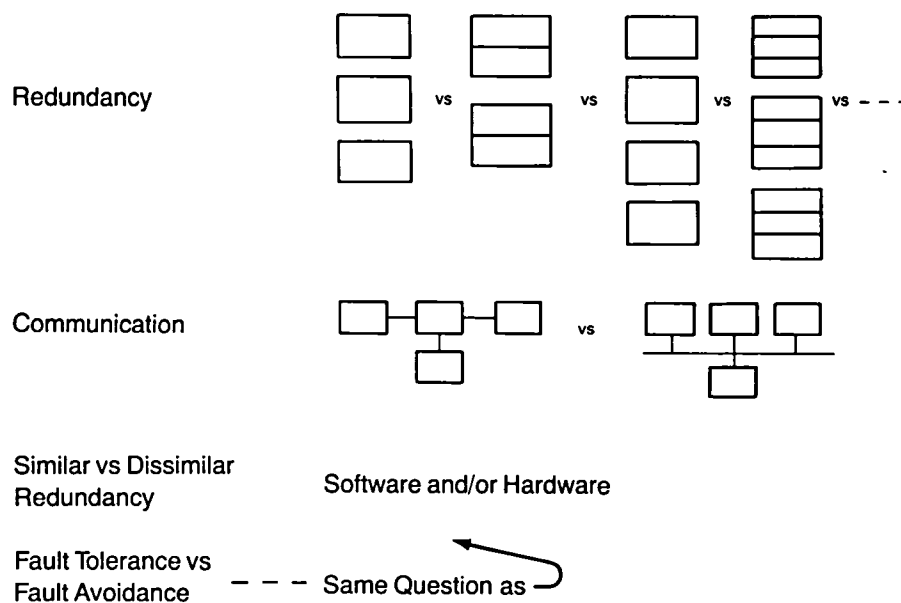 Redundancy
vs vs vs vs
Communication
vs
Similar vs Dissimilar
Redundancy
Software and/or Hardware
Fault Tolerance vs
Fault Avoidance
Same Question as